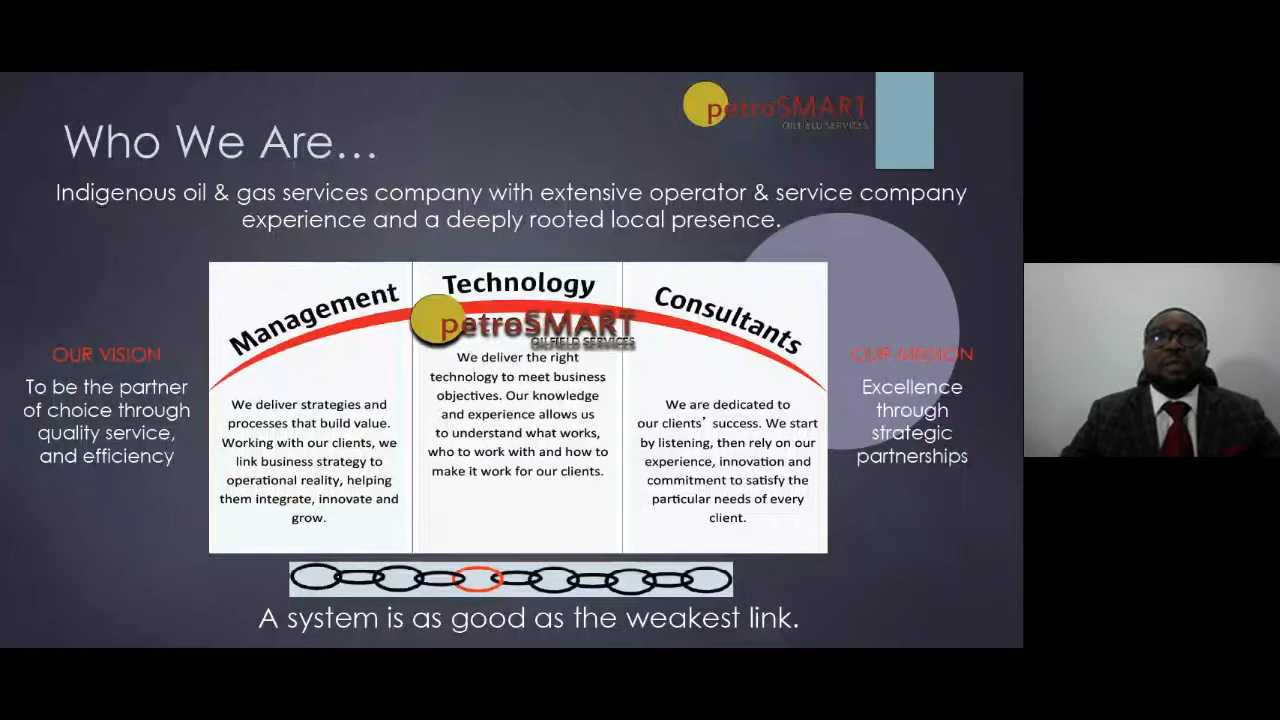 petroSMART
OILFIELD SERVICES
Who We Are...
Indigenous oil & gas services company with extensive operator & service company
experience and a deeply rooted local presence.
OUR VISION
To be the partner
of choice through
quality service,
and efficiency
Management
We deliver strategies and
processes that build value.
Working with our clients, we
link business strategy to
operational reality, helping
them integrate, innovate and
grow.
Technology
petroSMART
OILFIELD SERVICES
We deliver the right
technology to meet business
objectives. Our knowledge
and experience allows us
to understand what works,
who to work with and how to
make it work for our clients.
Consultants
We are dedicated to
our clients’ success. We start
by listening, then rely on our
experience, innovation and
commitment to satisfy the
particular needs of every
client.
OUR MISSION
Excellence
through
strategic
partnerships
A system is as good as the weakest link.